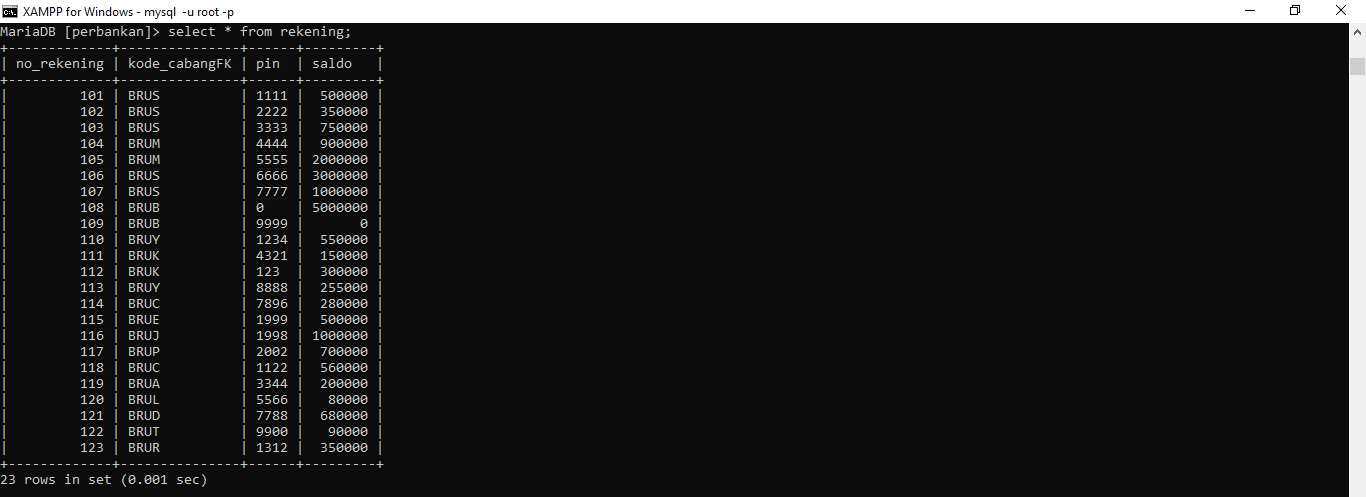 XAMPP for Windows - mysql  -u root -p
MariaDB [perbankan]> select * from rekening;
+-------------+---------------+------+---------+
| no_rekening | kode_cabangFK | pin  | saldo   |
+-------------+---------------+------+---------+
|         101 | BRUS          | 1111 |  500000 |
|         102 | BRUS          | 2222 |  350000 |
|         103 | BRUS          | 3333 |  750000 |
|         104 | BRUM          | 4444 |  900000 |
|         105 | BRUM          | 5555 | 2000000 |
|         106 | BRUS          | 6666 | 3000000 |
|         107 | BRUS          | 7777 | 1000000 |
|         108 | BRUB          | 0    | 5000000 |
|         109 | BRUB          | 9999 |       0 |
|         110 | BRUY          | 1234 |  550000 |
|         111 | BRUK          | 4321 |  150000 |
|         112 | BRUK          | 123  |  300000 |
|         113 | BRUY          | 8888 |  255000 |
|         114 | BRUC          | 7896 |  280000 |
|         115 | BRUE          | 1999 |  500000 |
|         116 | BRUJ          | 1998 | 1000000 |
|         117 | BRUP          | 2002 |  700000 |
|         118 | BRUC          | 1122 |  560000 |
|         119 | BRUA          | 3344 |  200000 |
|         120 | BRUL          | 5566 |   80000 |
|         121 | BRUD          | 7788 |  680000 |
|         122 | BRUT          | 9900 |   90000 |
|         123 | BRUR          | 1312 |  350000 |
+-------------+---------------+------+---------+
23 rows in set (0.001 sec)